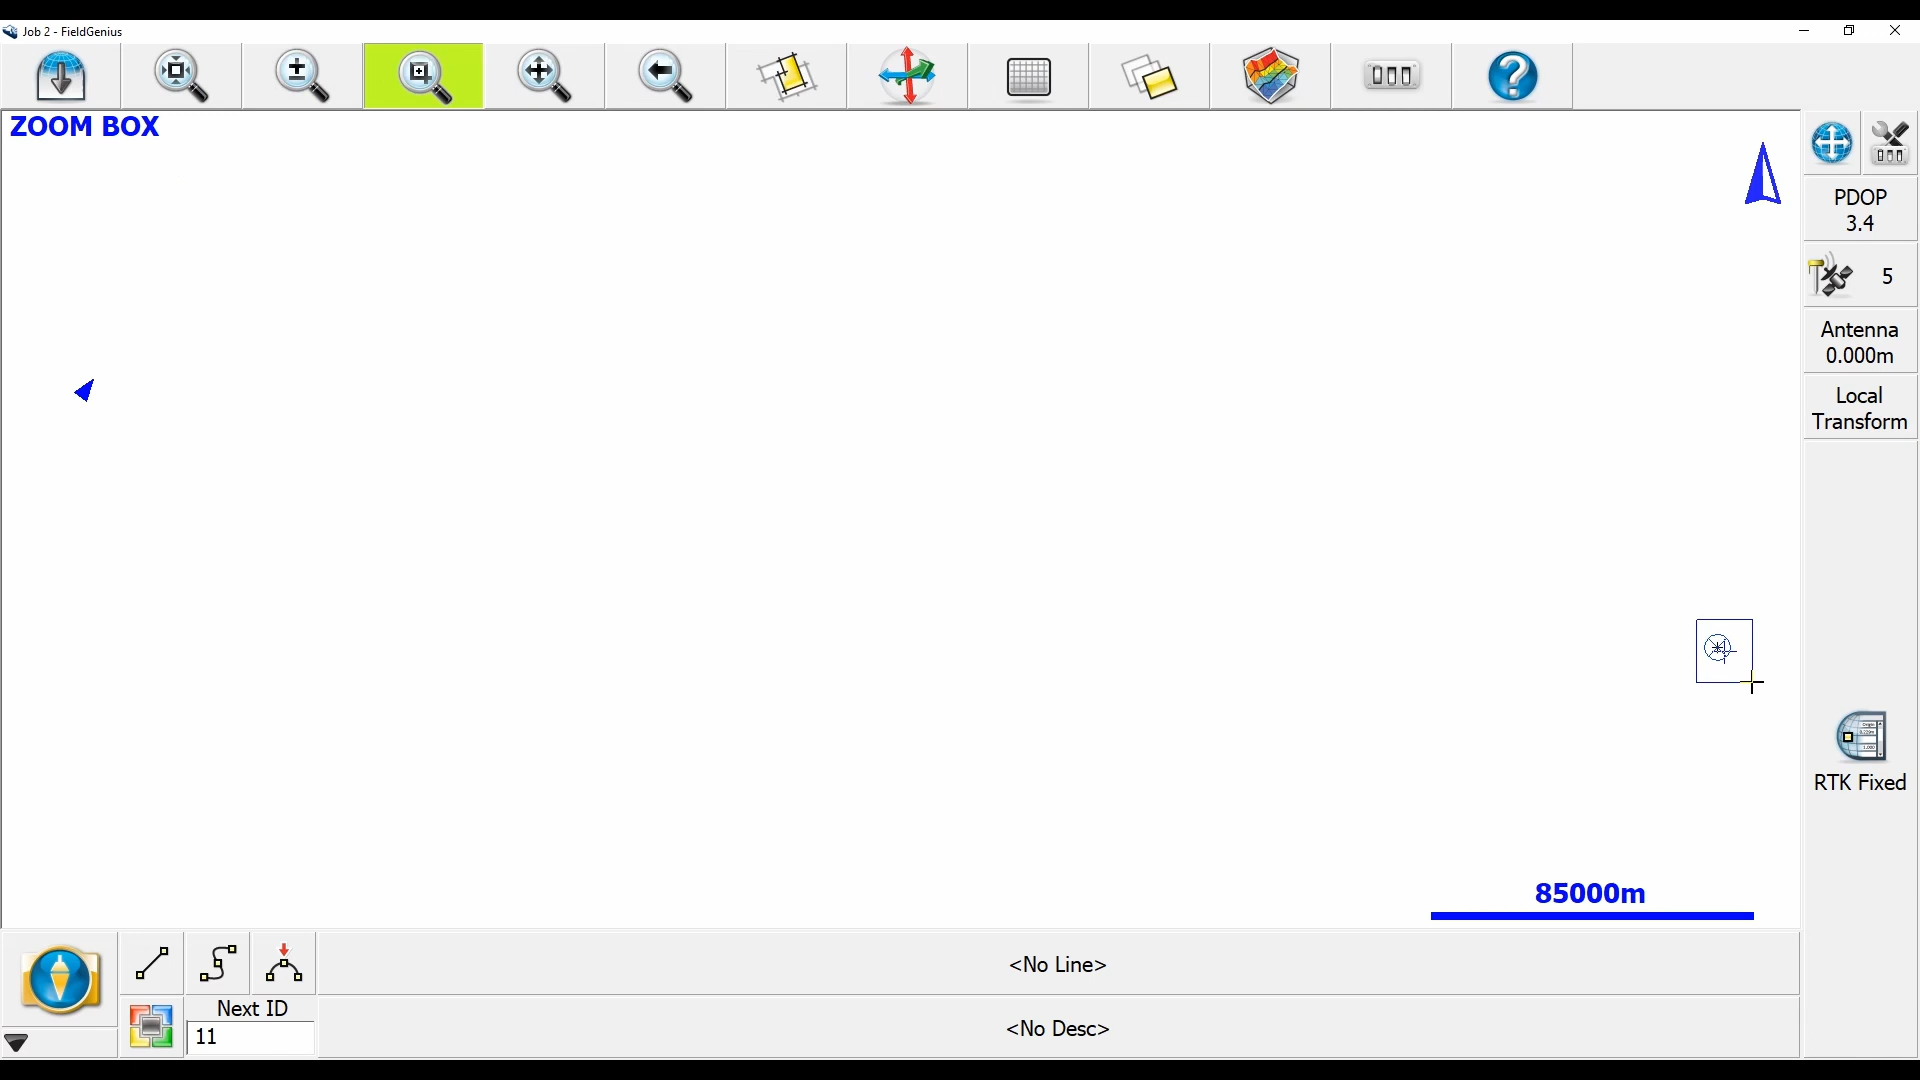 Job 2 - FieldGenius
ZOOM BOX
PDOP
3.4
5
Antenna
0.000m
Local
Transform
RTK Fixed
85000m
<No Line>
Next ID
11
<No Desc>